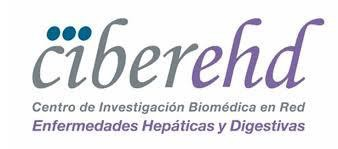 ciberehd
Centro de Investigación Biomédica en Red
Enfermedades Hepáticas y Digestivas